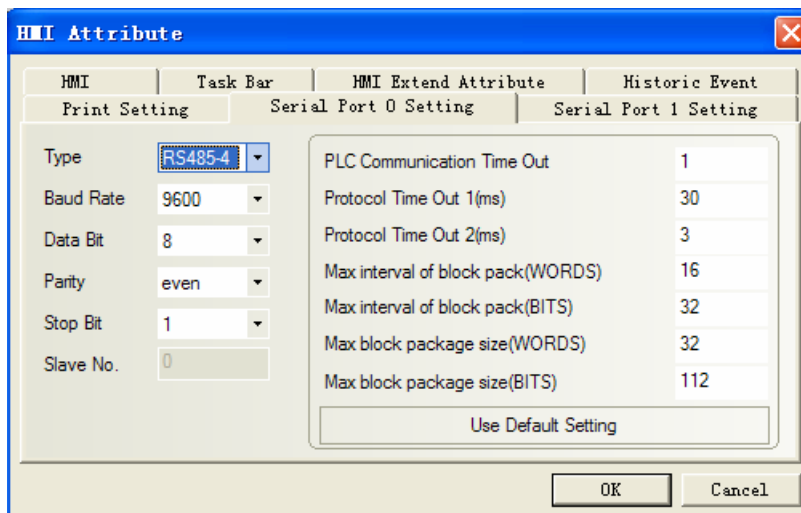 HMI Attribute
HMI
Task Bar
HMI Extend Attribute
Historic Event
Print Setting
Serial Port 0 Setting
Serial Port 1 Setting
Type RS485-4
Baud Rate 9600
Data Bit 8
Parity even
Stop Bit 1
Slave No. 0
PLC Communication Time Out 1
Protocol Time Out 1(ms) 30
Protocol Time Out 2(ms) 3
Max interval of block pack(WORDS) 16
Max interval of block pack(BITS) 32
Max block package size(WORDS) 32
Max block package size(BITS) 112
Use Default Setting
OK
Cancel